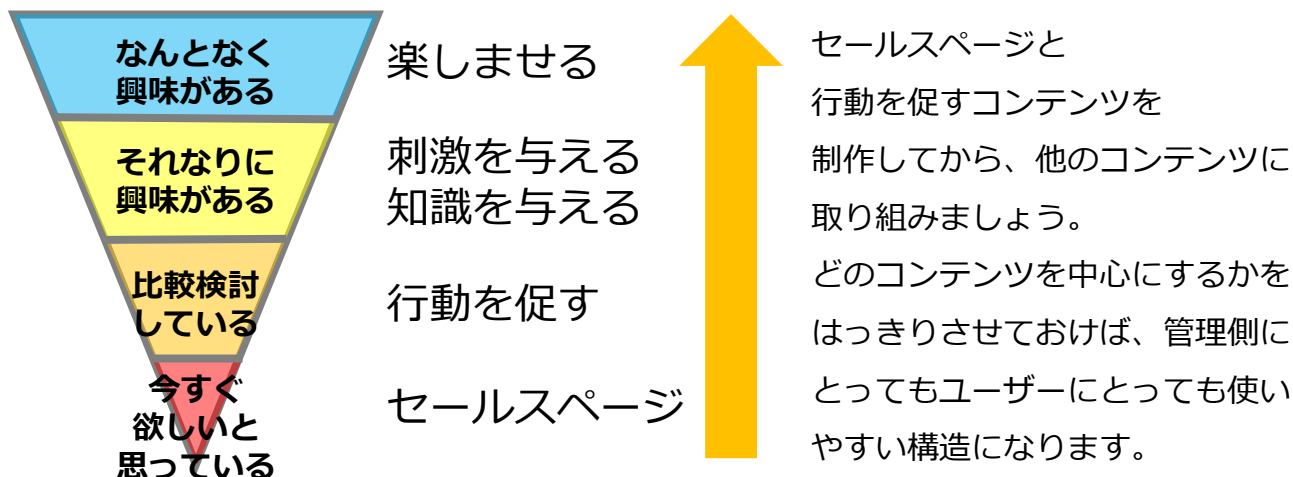 なんとなく
興味がある
楽しませる
それなりに
興味がある
刺激を与える
知識を与える
比較検討
している
行動を促す
今すぐ
欲しいと
思っている
セールスページ
セールスページと
行動を促すコンテンツを
制作してから、他のコンテンツに
取り組みましょう。
どのコンテンツを中心にするかを
はっきりさせておけば、管理側に
とってもユーザーにとっても使い
やすい構造になります。